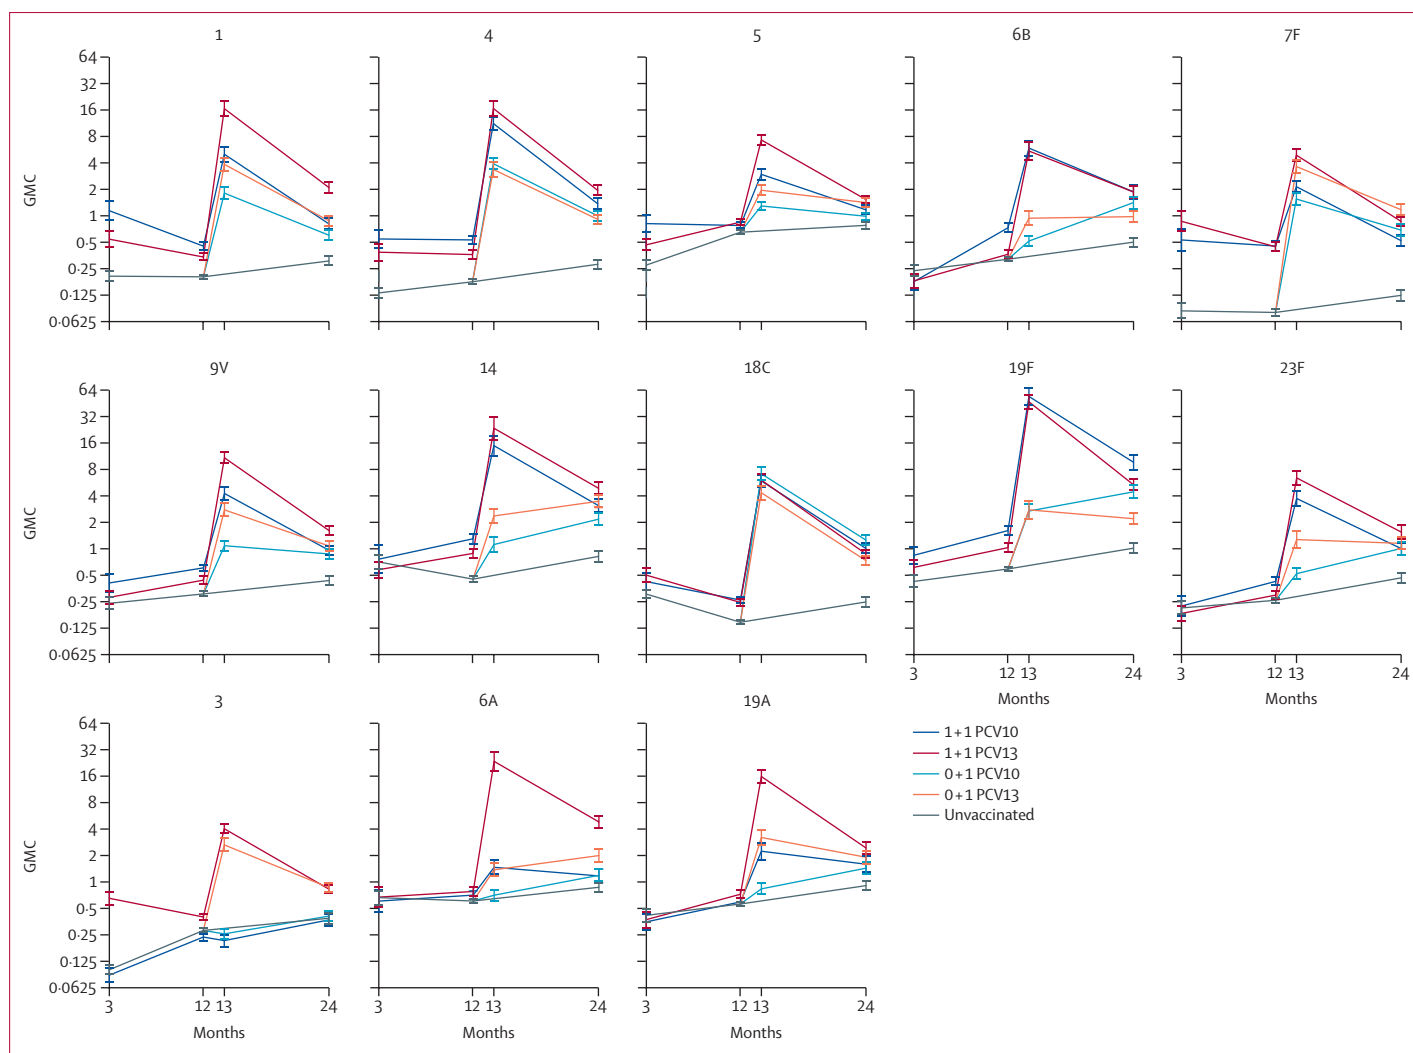 1 4 5 6B 7F
64
32
16
8
4
2
1
0·5
0·25
0·125
0·0625
GMC
9V 14 18C 19F 23F
64
32
16
8
4
2
1
0·5
0·25
0·125
0·0625
GMC
3 12 13 24
Months
3 12 13 24
Months
3 6A 19A
64
32
16
8
4
2
1
0·5
0·25
0·125
0·0625
GMC
3 12 13 24
Months
3 12 13 24
Months
3 12 13 24
Months
1+1 PCV10
1+1 PCV13
0+1 PCV10
0+1 PCV13
Unvaccinated